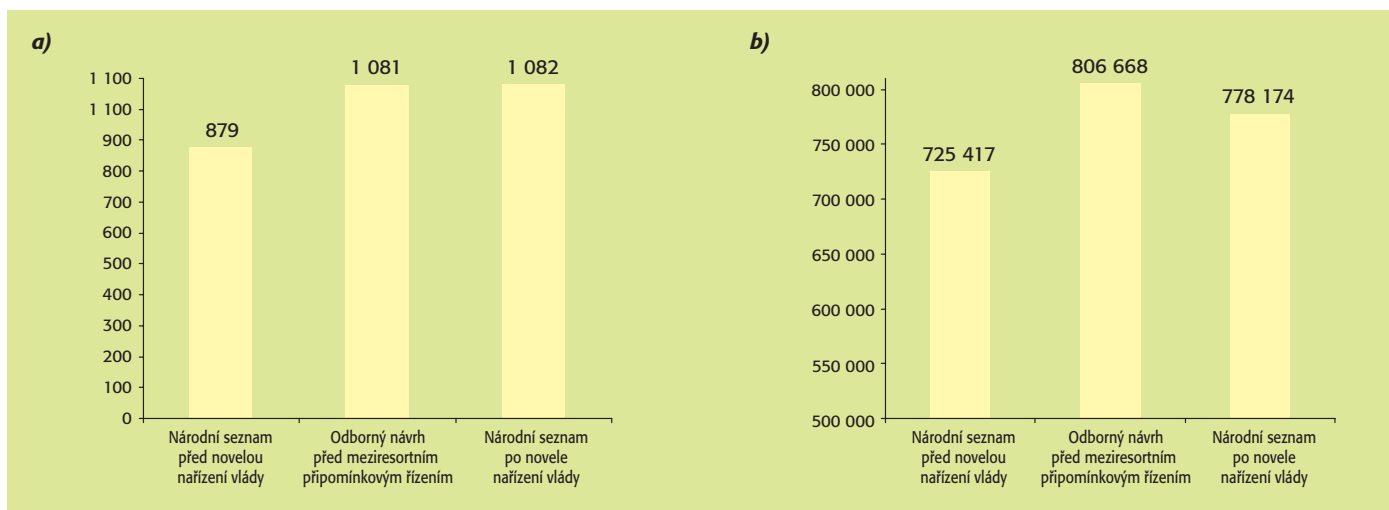 a)
1 100
1 100
900
800
700
600
500
400
300
200
100
0
879
1 081
1 082
Národní seznam
před novelou
nařízení vlády
Odborný návrh
před meziresortním
připomínkovým řízením
Národní seznam
po novele
nařízení vlády
b)
800 000
750 000
700 000
650 000
600 000
550 000
500 000
725 417
806 668
778 174
Národní seznam
před novelou
nařízení vlády
Odborný návrh
před meziresortním
připomínkovým řízením
Národní seznam
po novele
nařízení vlády